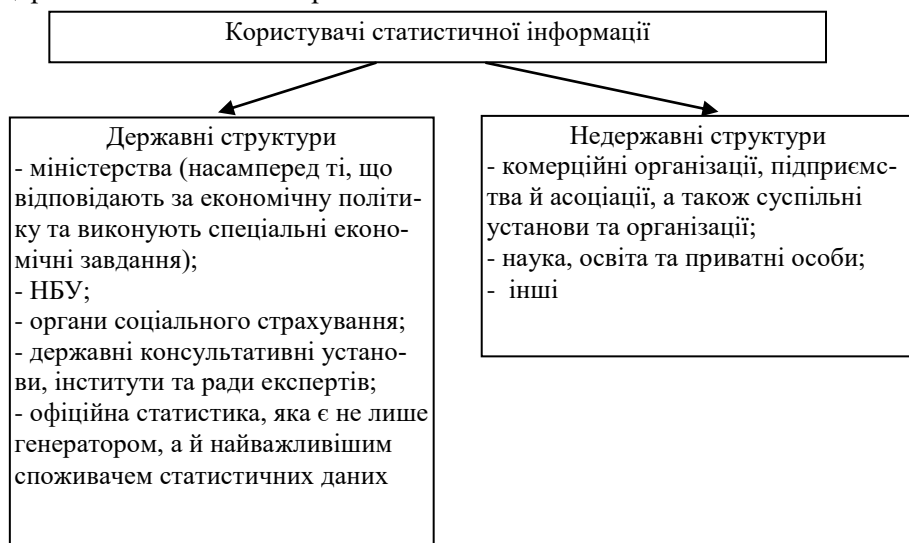 Користувачі статистичної інформації
Державні структури
- міністерства (насамперед ті, що
відповідають за економічну політи-
ку та виконують спеціальні еконо-
мічні завдання);
- НБУ;
- органи соціального страхування;
- державні консультативні устано-
ви, інститути та ради експертів;
- офіційна статистика, яка є не лише
генератором, а й найважливішим
споживачем статистичних даних
Недержавні структури
- комерційні організації, підприємс-
тва й асоціації, а також суспільні
установи та організації;
- наука, освіта та приватні особи;
- інші